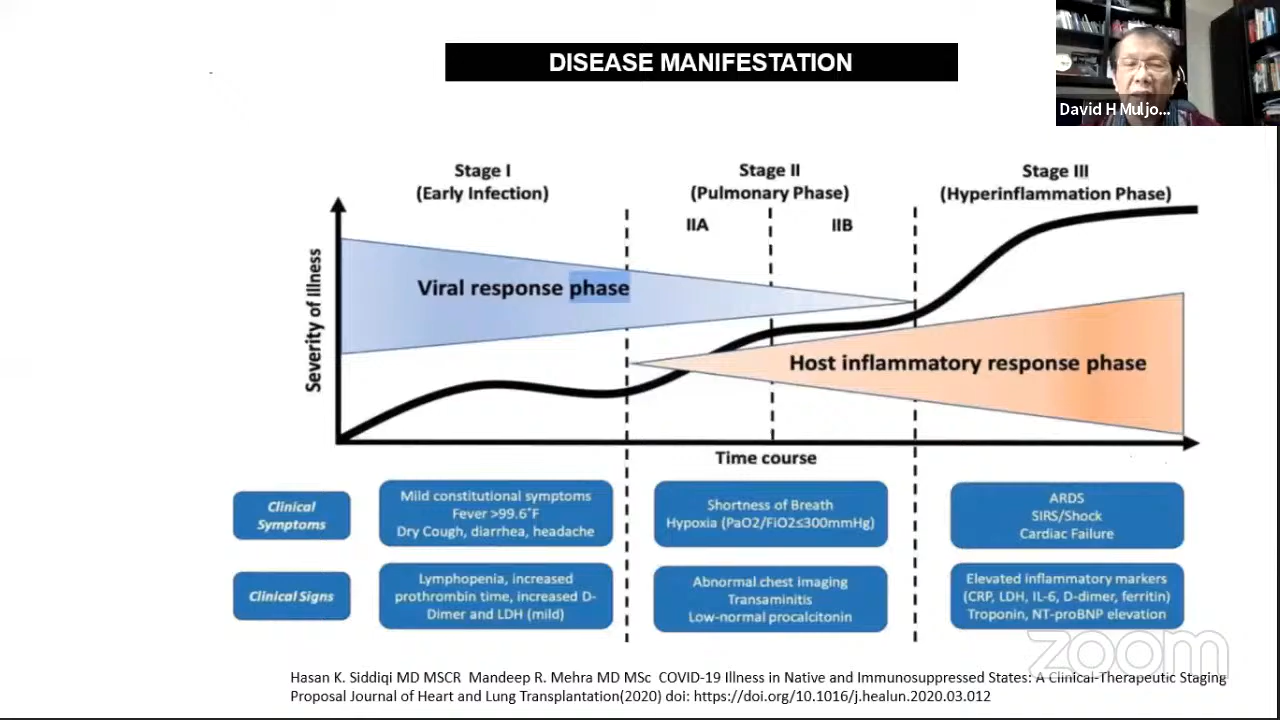 DISEASE MANIFESTATION
David H Muljo...
Stage I
(Early Infection)
Stage II
(Pulmonary Phase)
Stage III
(Hyperinflammation Phase)
IIA
IIB
Severity of Illness
Viral response phase
Host inflammatory response phase
Time course
Clinical
Symptoms
Mild constitutional symptoms
Fever >99.6°F
Dry Cough, diarrhea, headache
Shortness of Breath
Hypoxia (PaO2/FiO2≤300mmHg)
ARDS
SIRS/Shock
Cardiac Failure
Clinical Signs
Lymphopenia, increased
prothrombin time, increased D-
Dimer and LDH (mild)
Abnormal chest imaging
Transaminitis
Low-normal procalcitonin
Elevated inflammatory markers
(CRP, LDH, IL-6, D-dimer, ferritin)
Troponin, NT-proBNP elevation
zoom
Hasan K. Siddiqi MD MSCR Mandeep R. Mehra MD MSc COVID-19 Illness in Native and Immunosuppressed States: A Clinical-Therapeutic Staging
Proposal Journal of Heart and Lung Transplantation(2020) doi: https://doi.org/10.1016/j.healun.2020.03.012